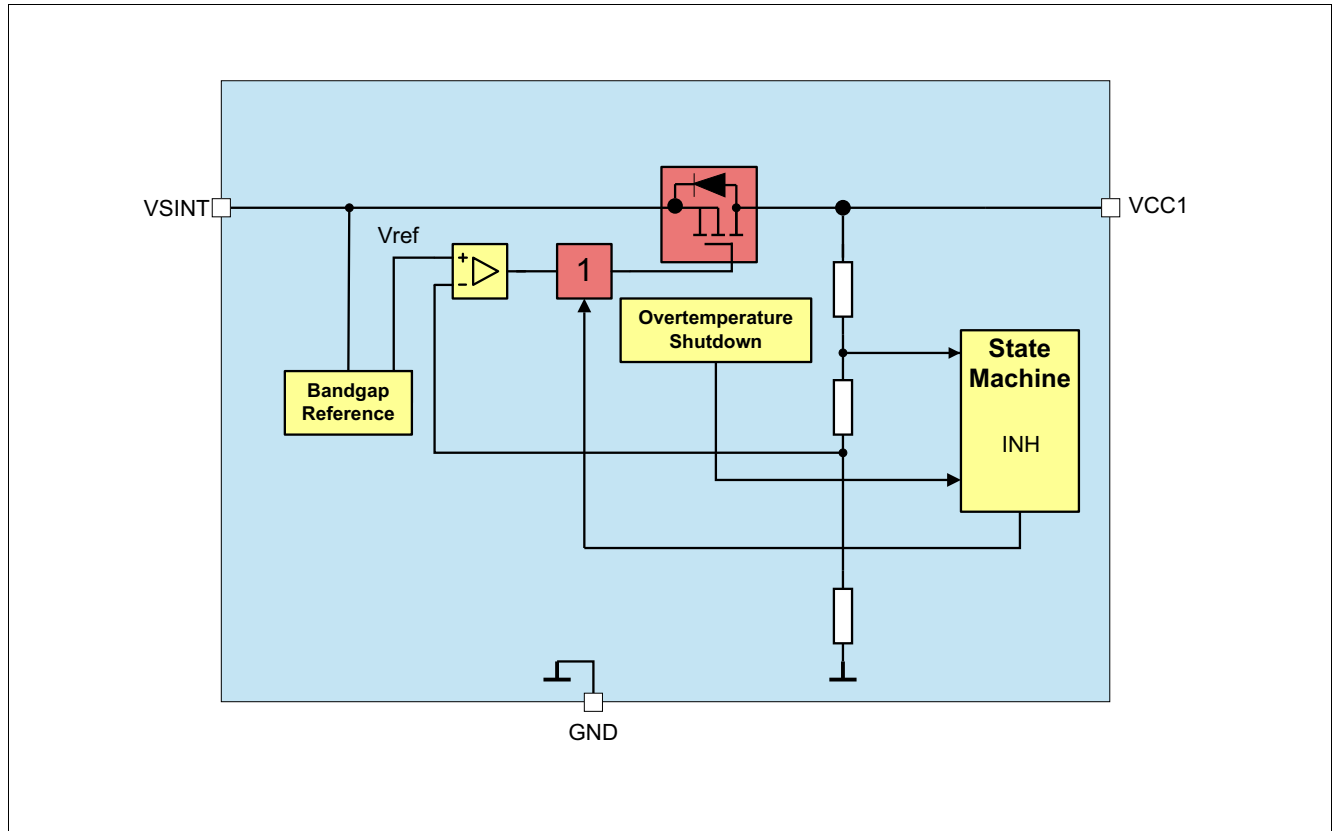 VSINT
VCC1
Vref
+
-
1
Overtemperature
Shutdown
State
Machine
INH
Bandgap
Reference
GND